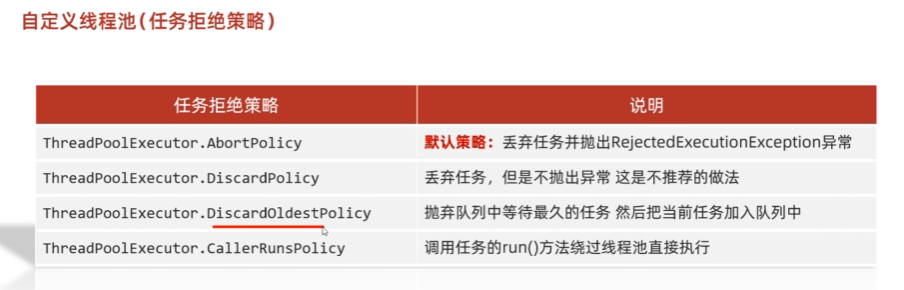 自定义线程池(任务拒绝策略)
任务拒绝策略 说明
ThreadPoolExecutor.AbortPolicy 默认策略：丢弃任务并抛出RejectedExecutionException异常
ThreadPoolExecutor.DiscardPolicy 丢弃任务，但是不抛出异常 这是不推荐的做法
ThreadPoolExecutor.DiscardOldestPolicy 抛弃队列中等待最久的任务 然后把当前任务加入队列中
ThreadPoolExecutor.CallerRunsPolicy 调用任务的run()方法绕过线程池直接执行